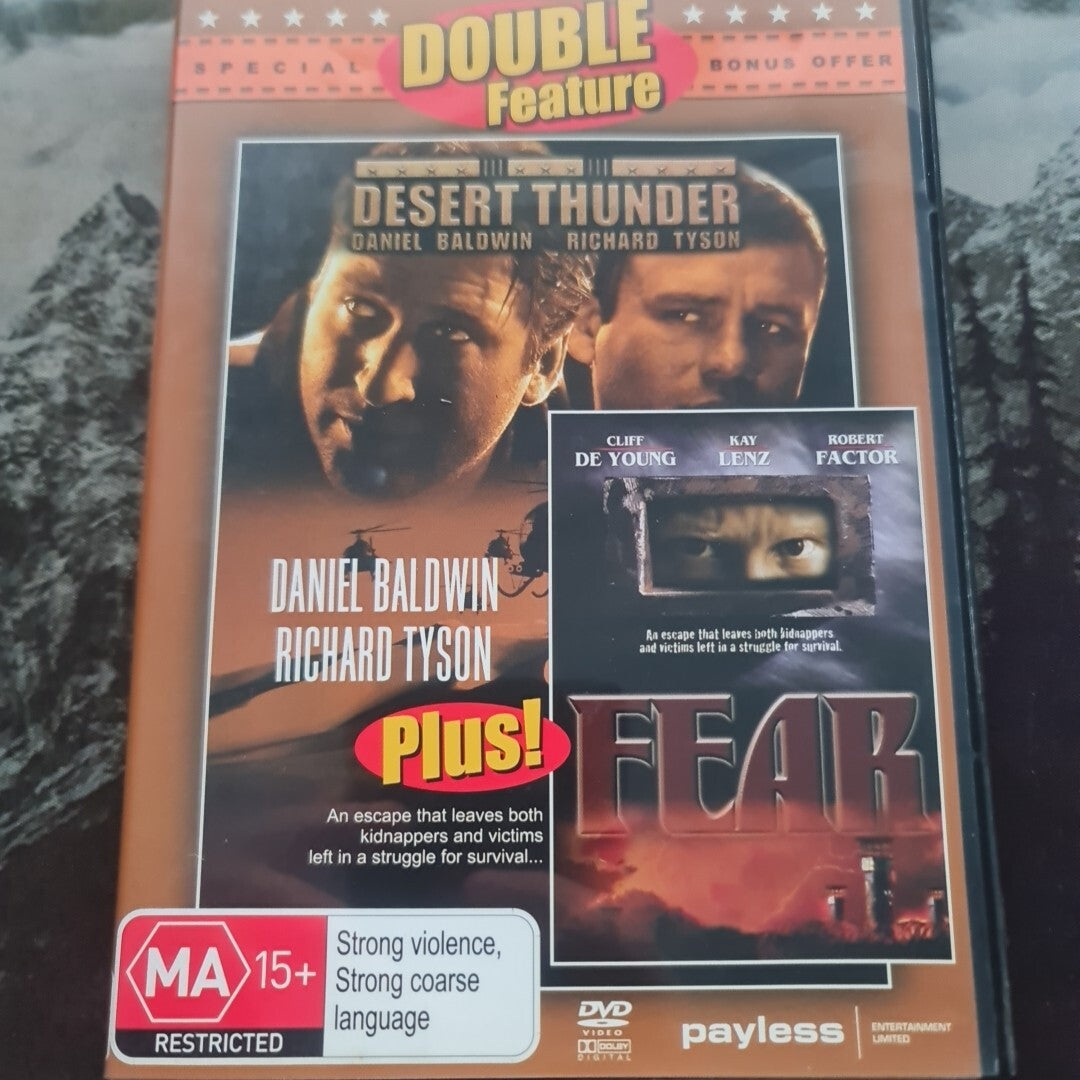 DOUBLE
Feature
SPECIAL
BONUS OFFER
DESERT THUNDER
DANIEL BALDWIN RICHARD TYSON
CLIFF
DE YOUNG
KAY
LENZ
ROBERT
FACTOR
An escape that leaves both kidnappers
and victims left in a struggle for survival.
DANIEL BALDWIN
RICHARD TYSON
FEAR
Plus!
An escape that leaves both
kidnappers and victims
left in a struggle for survival...
MA 15+
RESTRICTED
Strong violence,
Strong coarse
language
DVD
VIDEO
DOLBY
DIGITAL
payless
ENTERTAINMENT
LIMITED